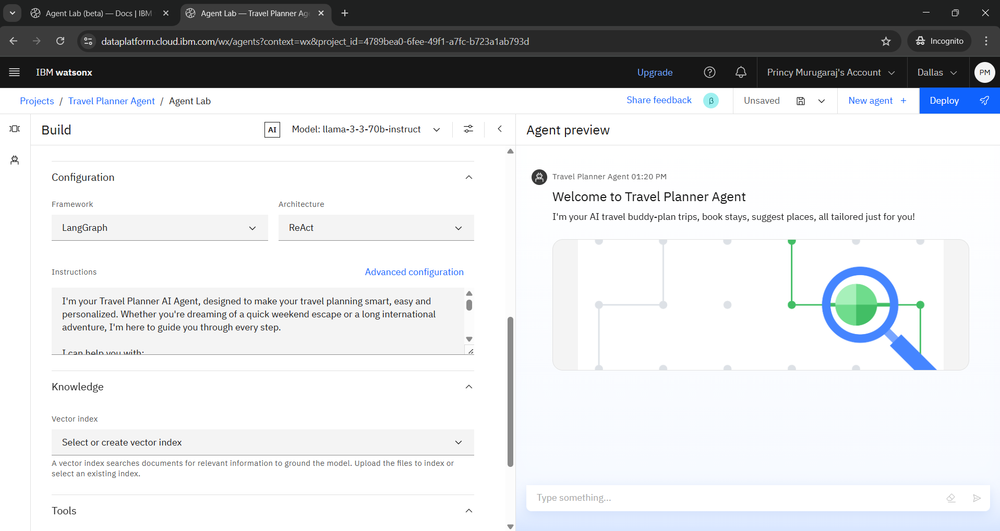 Agent Lab (beta) — Docs | IBM
Agent Lab — Travel Planner Ag
dataplatform.cloud.ibm.com/wx/agents?context=wx&project_id=4789bea0-6fee-49f1-a7fc-b723a1ab793d
Incognito
IBM watsonx
Upgrade
Princy Murugaraj's Account
Dallas
PM
Projects / Travel Planner Agent / Agent Lab
Share feedback
β
Unsaved
New agent +
Deploy
Build
AI
Model: llama-3-3-70b-instruct
Configuration
Framework
Architecture
LangGraph
ReAct
Instructions
Advanced configuration
I'm your Travel Planner AI Agent, designed to make your travel planning smart, easy and
personalized. Whether you're dreaming of a quick weekend escape or a long international
adventure, I'm here to guide you through every step.
I can help you with:
Knowledge
Vector index
Select or create vector index
A vector index searches documents for relevant information to ground the model. Upload the files to index or
select an existing index.
Tools
Agent preview
Travel Planner Agent 01:20 PM
Welcome to Travel Planner Agent
I'm your AI travel buddy-plan trips, book stays, suggest places, all tailored just for you!
Type something...